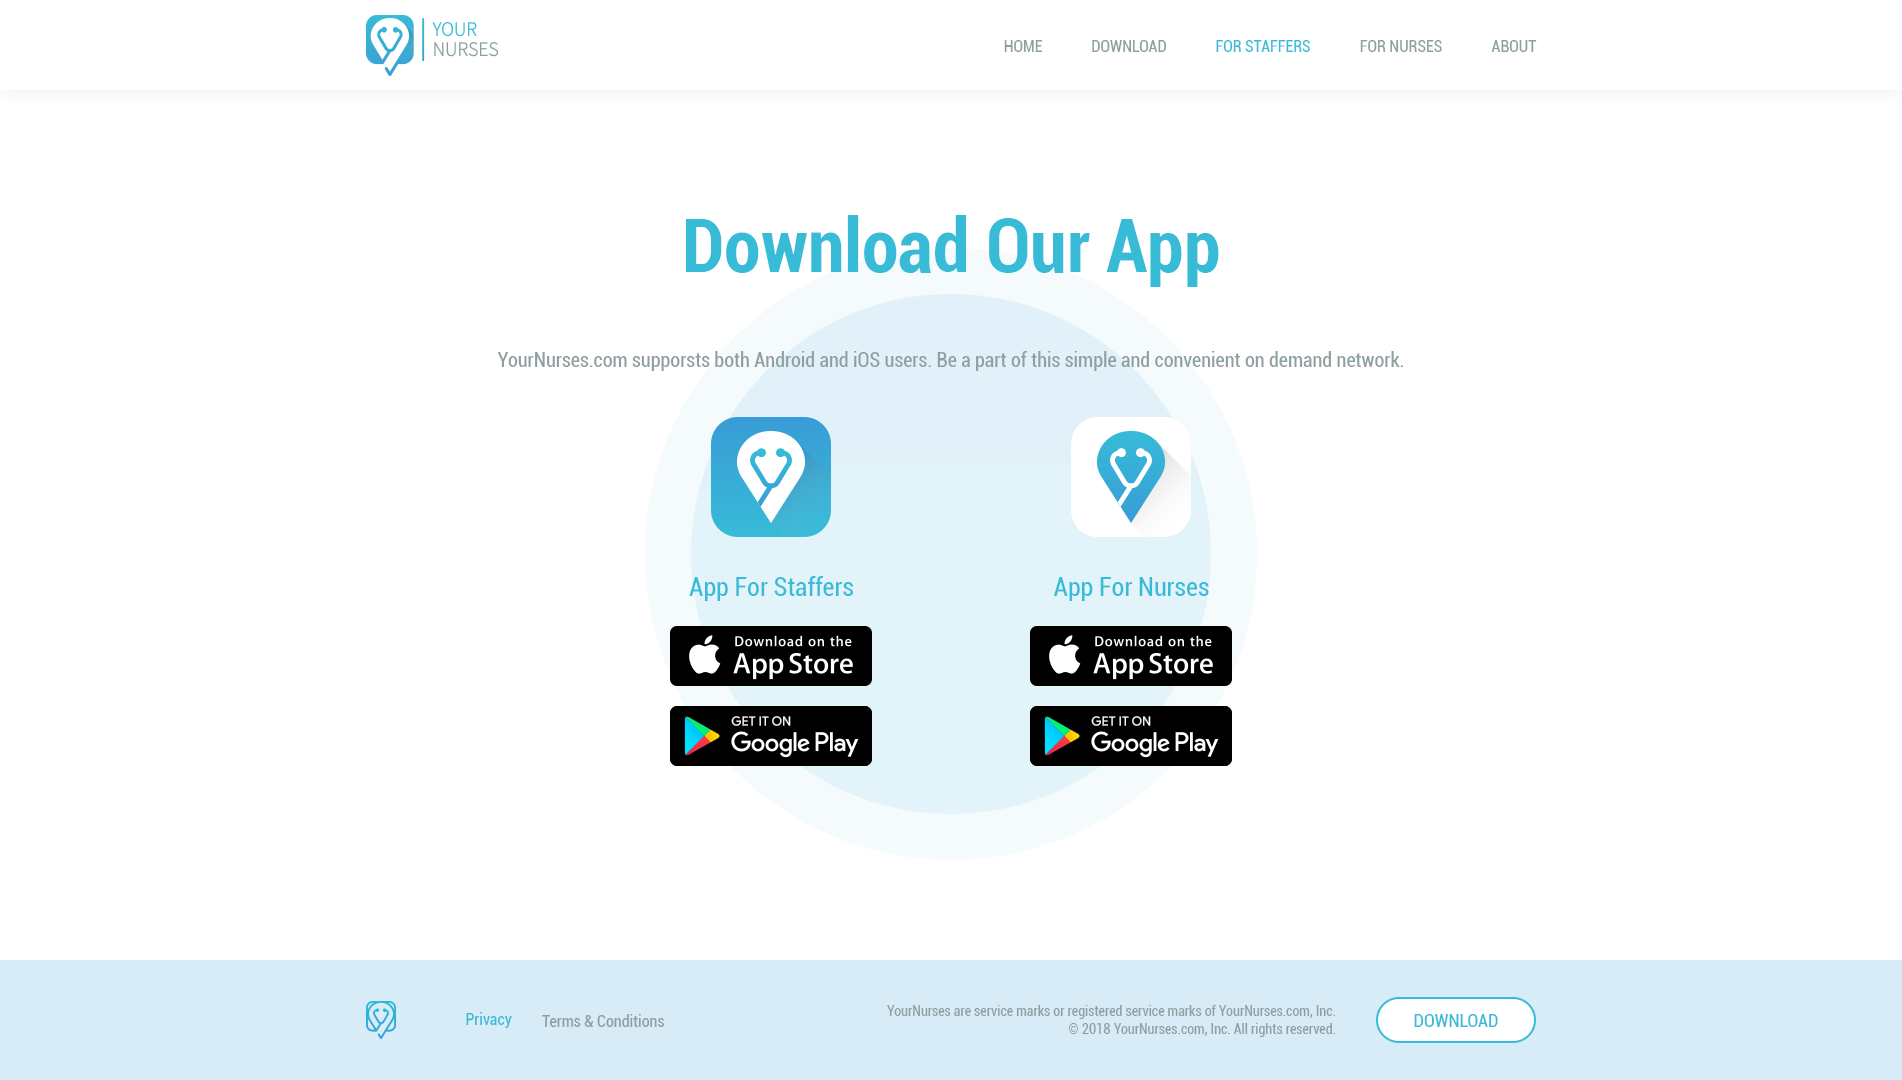 YOUR
NURSES
HOME
DOWNLOAD
FOR STAFFERS
FOR NURSES
ABOUT
Download Our App
YourNurses.com supporsts both Android and iOS users. Be a part of this simple and convenient on demand network.
App For Staffers
Download on the
App Store
GET IT ON
Google Play
App For Nurses
Download on the
App Store
GET IT ON
Google Play
Privacy
Terms & Conditions
YourNurses are service marks or registered service marks of YourNurses.com, Inc.
© 2018 YourNurses.com, Inc. All rights reserved.
DOWNLOAD